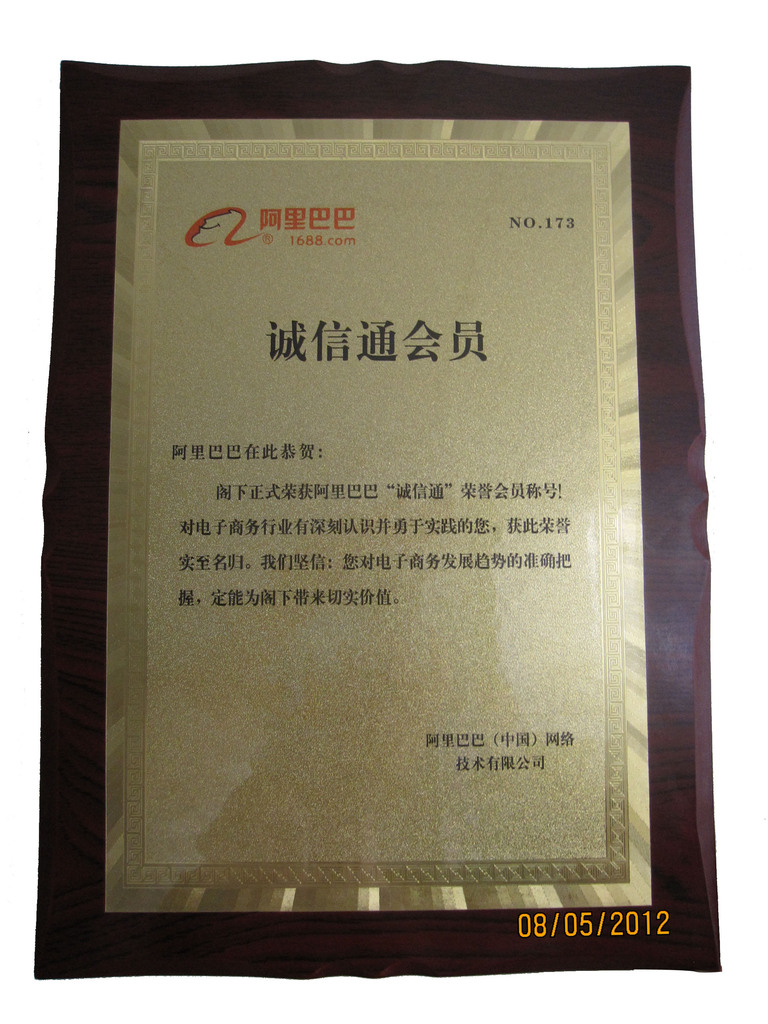 阿里巴巴
® 1688.com
NO.173
诚信通会员
阿里巴巴在此恭贺：
阁下正式荣获阿里巴巴“诚信通”荣誉会员称号！
对电子商务行业有深刻认识并勇于实践的您，获此荣誉
实至名归。我们坚信：您对电子商务发展趋势的准确把
握，定能为阁下带来切实价值。
阿里巴巴（中国）网络
技术有限公司
08/05/2012